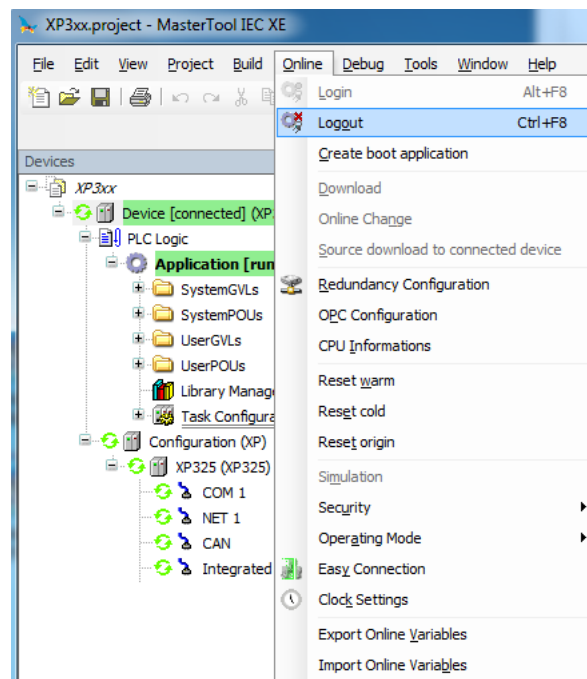 XP3xx.project - MasterTool IEC XE
File Edit View Project Build Online Debug Tools Window Help
Login Alt+F8
Logout Ctrl+F8
Create boot application
Download
Online Change
Source download to connected device
Redundancy Configuration
OPC Configuration
CPU Informations
Reset warm
Reset cold
Reset origin
Simulation
Security
Operating Mode
Easy Connection
Clock Settings
Export Online Variables
Import Online Variables
Devices
XP3xx
Device [connected] (XP
PLC Logic
Application [run
SystemGVLs
SystemPOUs
UserGVLs
UserPOUs
Library Manag
Task Configura
Configuration (XP)
XP325 (XP325)
COM 1
NET 1
CAN
Integrated